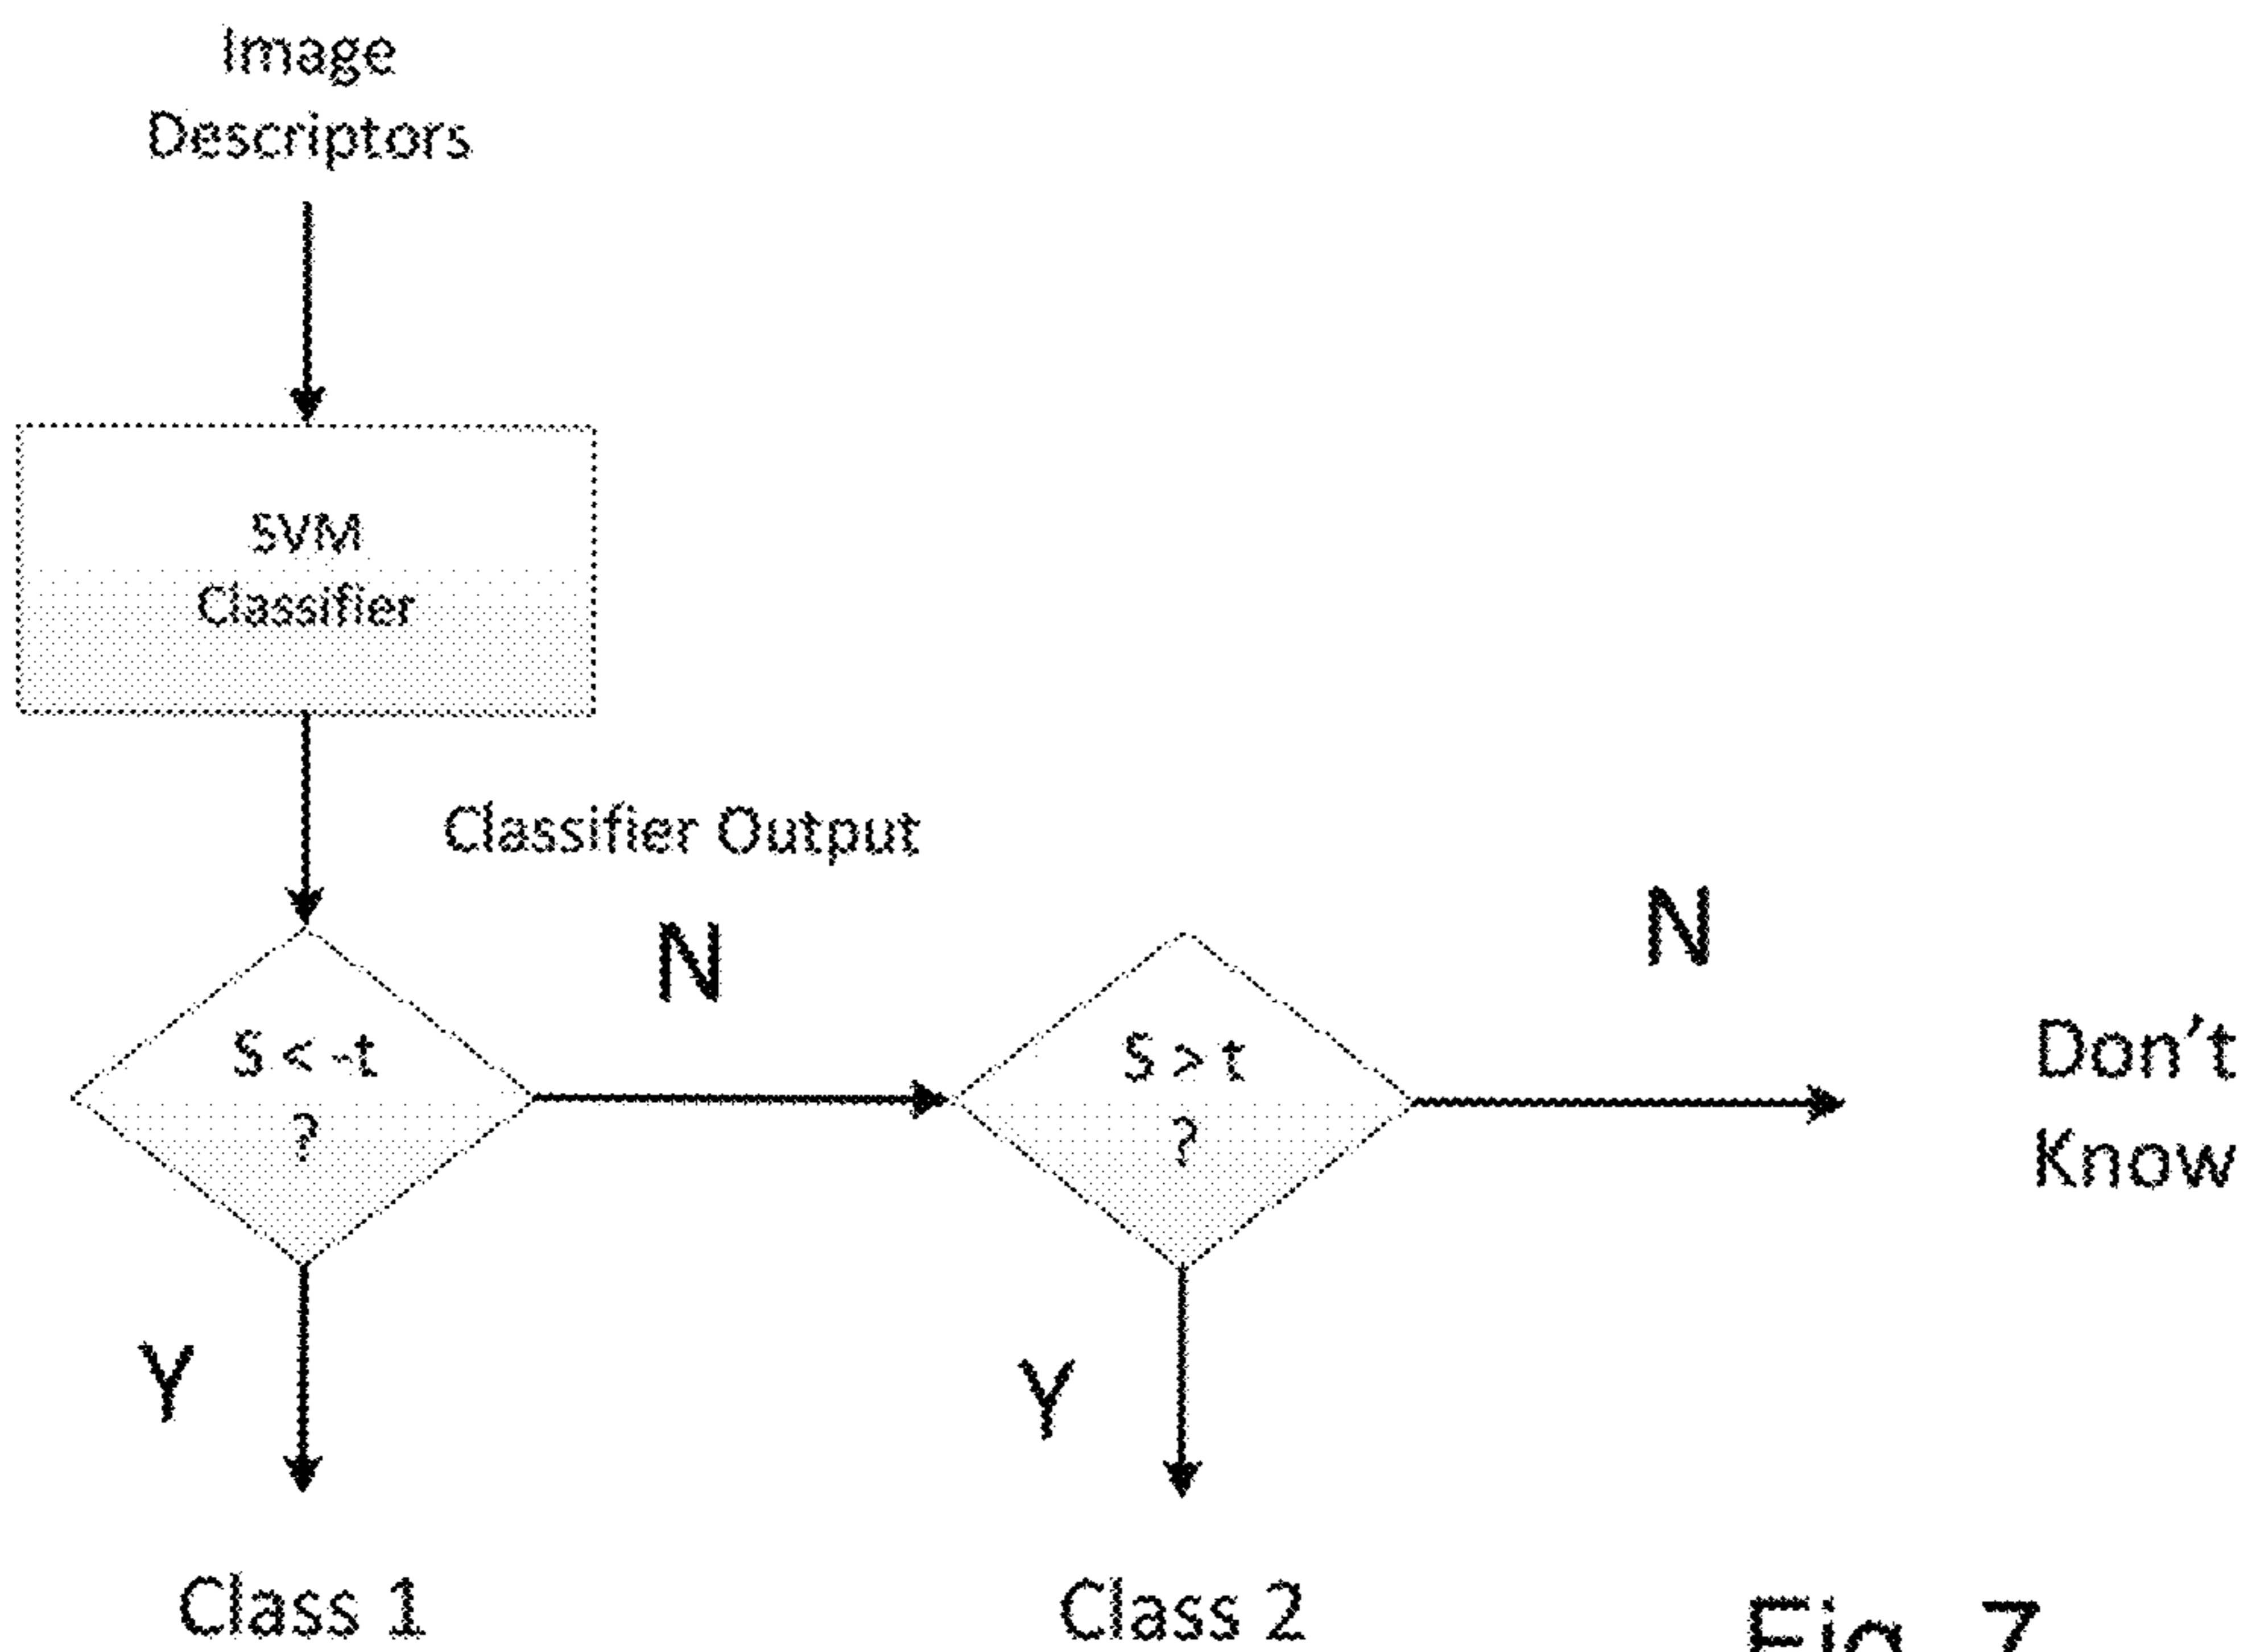 Image
Descriptors
SVM
Classifier
Classifier Output
N
N
S < -t
?
S > t
?
Don't
Know
Y
Y
Class 1
Class 2
Fig. 7